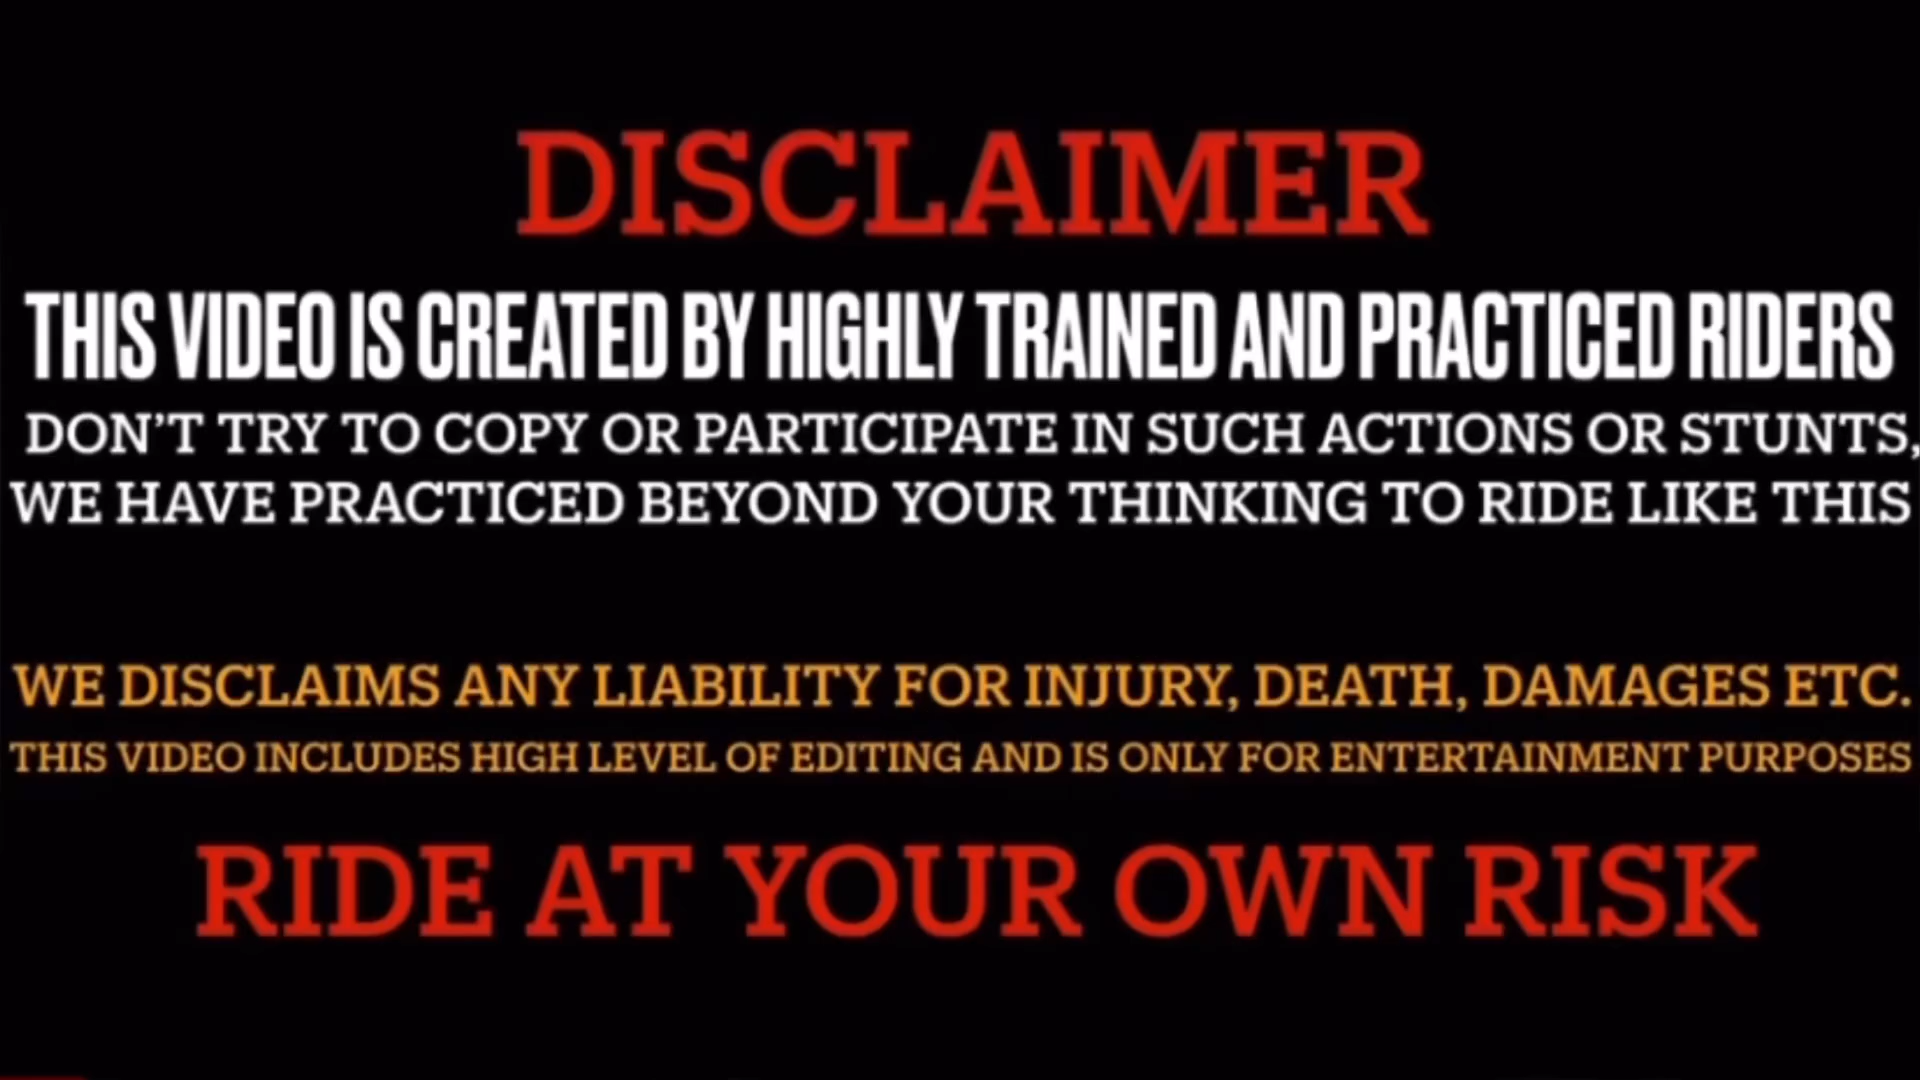 DISCLAIMER
THIS VIDEO IS CREATED BY HIGHLY TRAINED AND PRACTICED RIDERS
DON'T TRY TO COPY OR PARTICIPATE IN SUCH ACTIONS OR STUNTS,
WE HAVE PRACTICED BEYOND YOUR THINKING TO RIDE LIKE THIS
WE DISCLAIMS ANY LIABILITY FOR INJURY, DEATH, DAMAGES ETC.
THIS VIDEO INCLUDES HIGH LEVEL OF EDITING AND IS ONLY FOR ENTERTAINMENT PURPOSES
RIDE AT YOUR OWN RISK